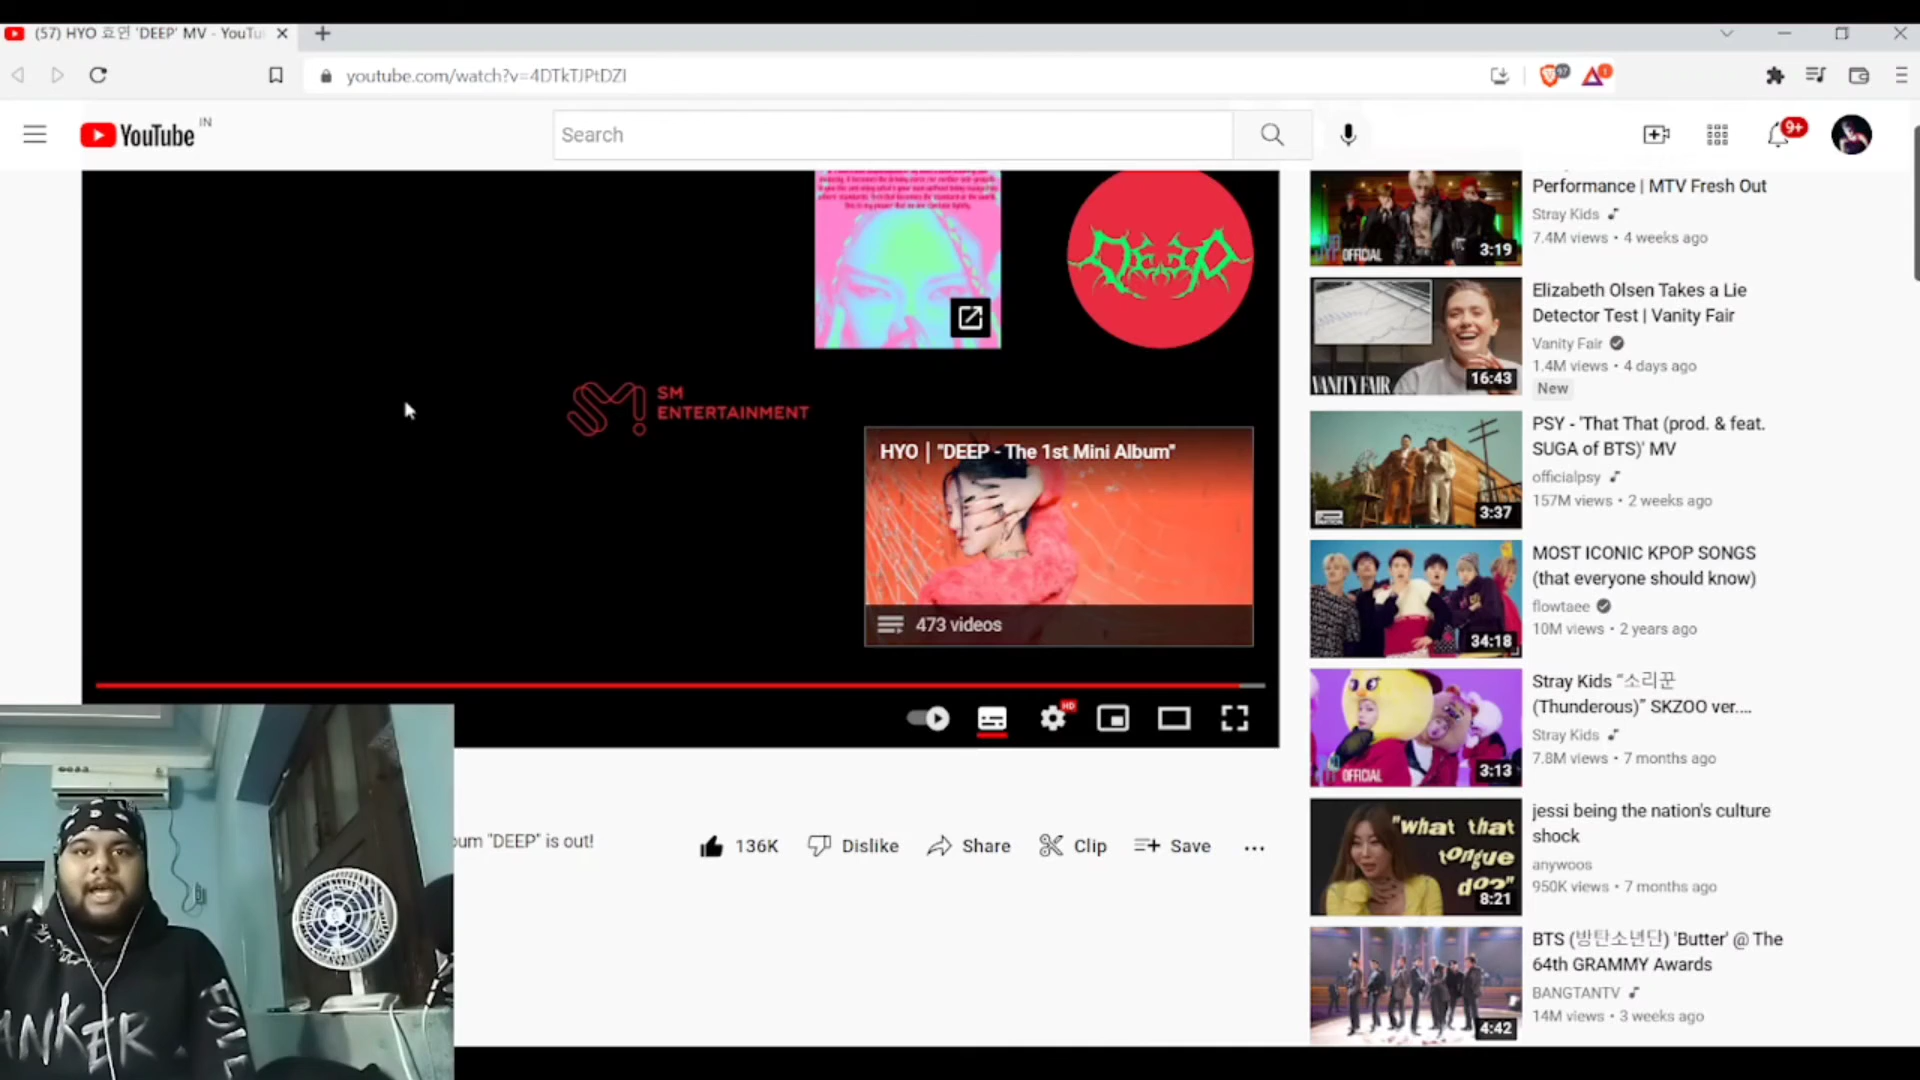 (57) HYO 효연 'DEEP' MV - YouTu
youtube.com/watch?v=4DTkTJPtDZI
97
1
YouTube IN
Search
9+
Deep
SM
ENTERTAINMENT
HYO | "DEEP - The 1st Mini Album"
473 videos
HD
"DEEP" is out!
136K
Dislike
Share
Clip
Save
OFFICIAL
3:19
Performance | MTV Fresh Out
Stray Kids
7.4M views • 4 weeks ago
VANITY FAIR
16:43
Elizabeth Olsen Takes a Lie
Detector Test | Vanity Fair
Vanity Fair
1.4M views • 4 days ago
New
3:37
PSY - 'That That (prod. & feat.
SUGA of BTS)' MV
officialpsy
157M views • 2 weeks ago
34:18
MOST ICONIC KPOP SONGS
(that everyone should know)
flowtaee
10M views • 2 years ago
OFFICIAL
3:13
Stray Kids "소리꾼
(Thunderous)" SKZOO ver....
Stray Kids
7.8M views • 7 months ago
"what that
tongue
do?"
8:21
jessi being the nation's culture
shock
anywoos
950K views • 7 months ago
4:42
BTS (방탄소년단) 'Butter' @ The
64th GRAMMY Awards
BANGTANTV
14M views • 3 weeks ago
ANKER